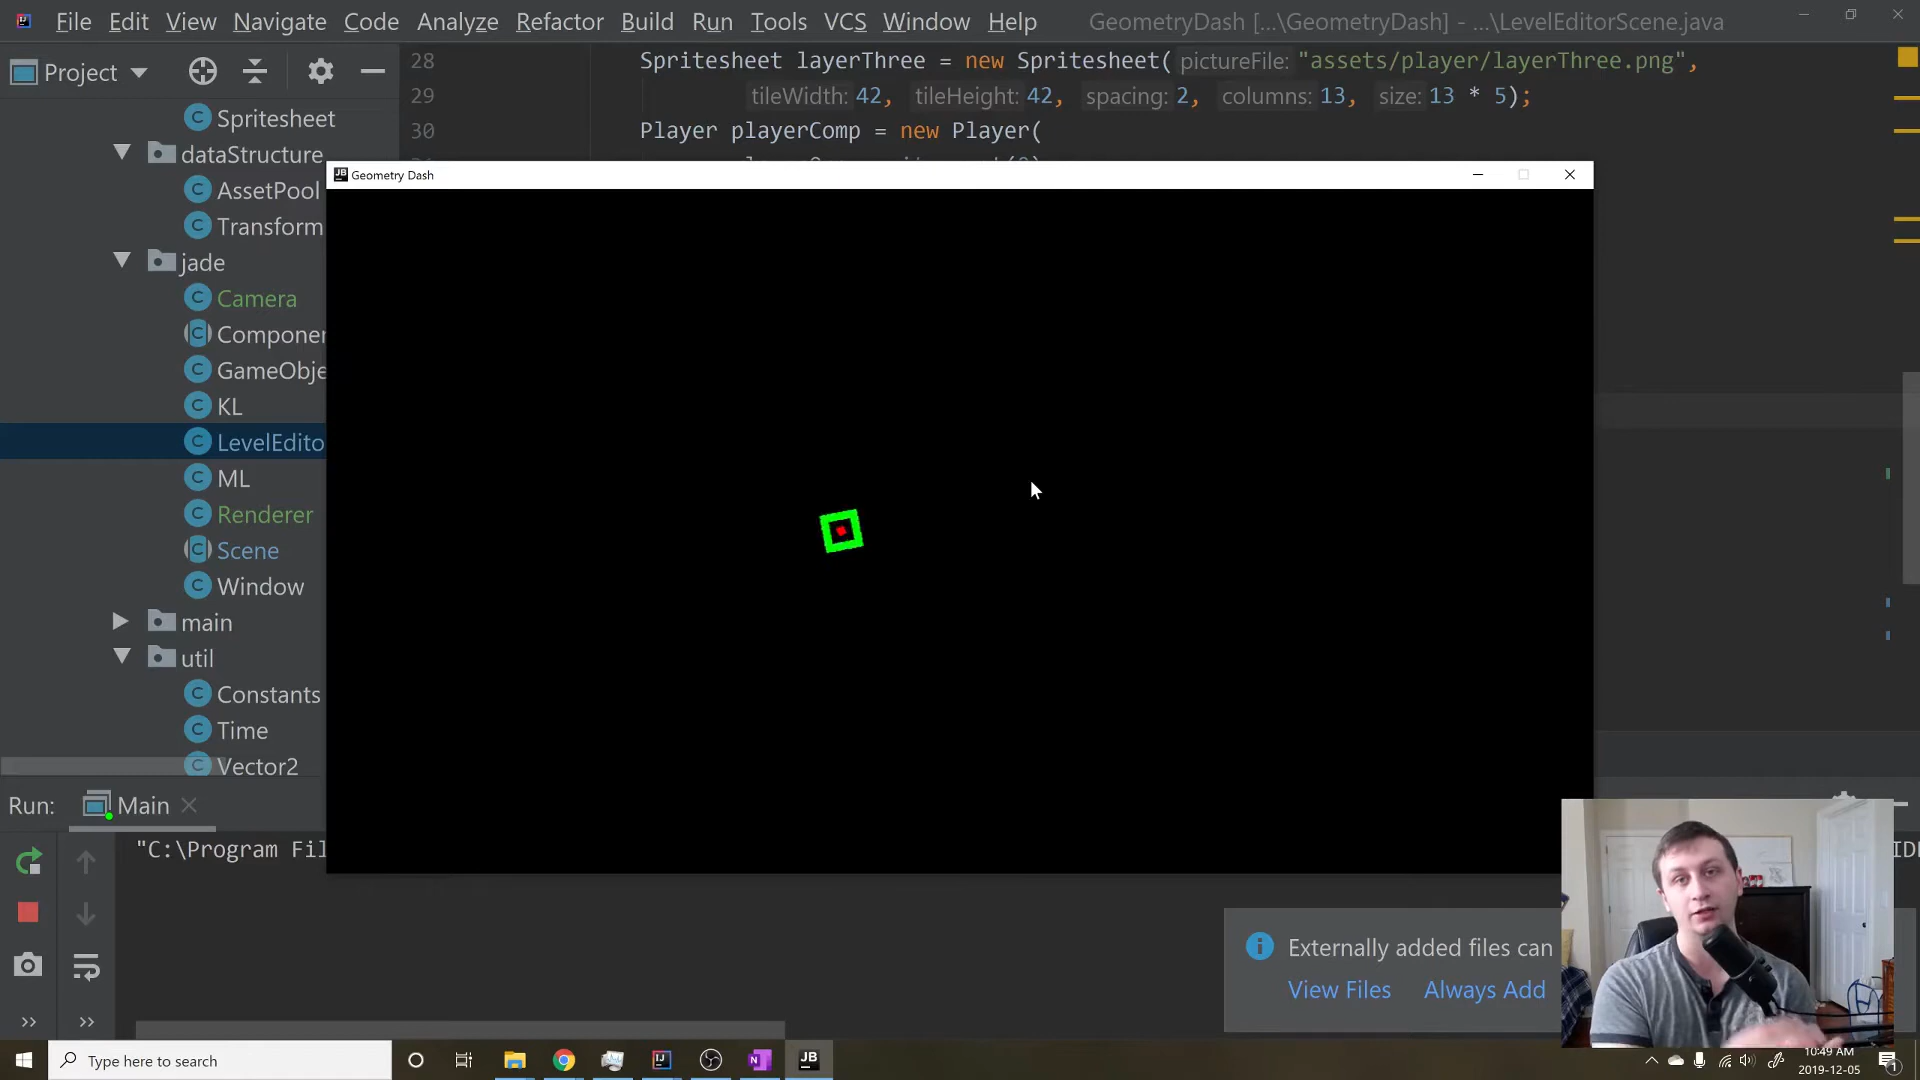 File Edit View Navigate Code Analyze Refactor Build Run Tools VCS Window Help GeometryDash [...\GeometryDash] - ...\LevelEditorScene.java
Project
28 Spritesheet layerThree = new Spritesheet( pictureFile: "assets/player/layerThree.png",
29 tileWidth: 42, tileHeight: 42, spacing: 2, columns: 13, size: 13 * 5);
30 Player playerComp = new Player(
Spritesheet
dataStructure
AssetPool
Transform
jade
Camera
Componen
GameObje
KL
LevelEdito
ML
Renderer
Scene
Window
main
util
Constants
Time
Vector2
JB Geometry Dash
Run: Main
"C:\Program Fil
Externally added files can
View Files Always Add
Type here to search
JB
10:49 AM
2019-12-05